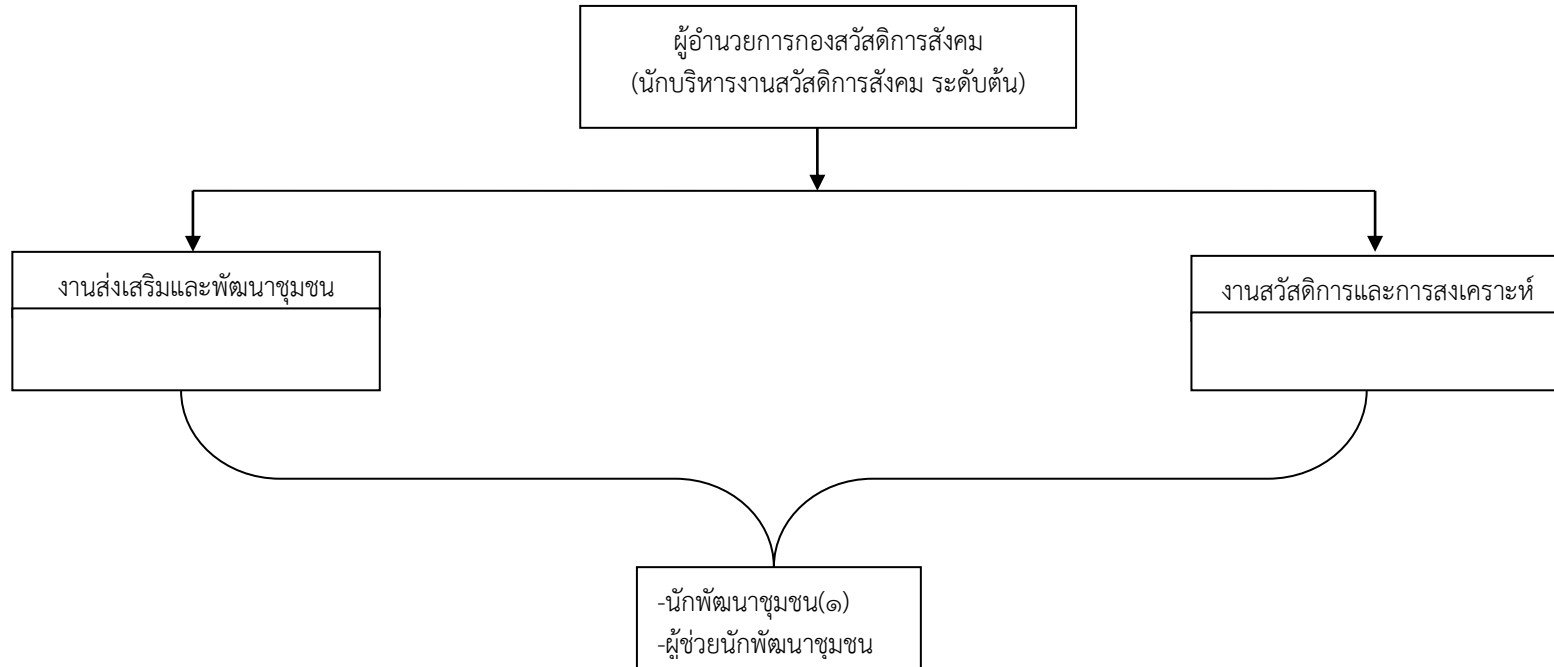 ผู้อำนวยการกองสวัสดิการสังคม
(นักบริหารงานสวัสดิการสังคม ระดับต้น)
งานส่งเสริมและพัฒนาชุมชน
งานสวัสดิการและการสงเคราะห์
-นักพัฒนาชุมชน(๑)
-ผู้ช่วยนักพัฒนาชุมชน